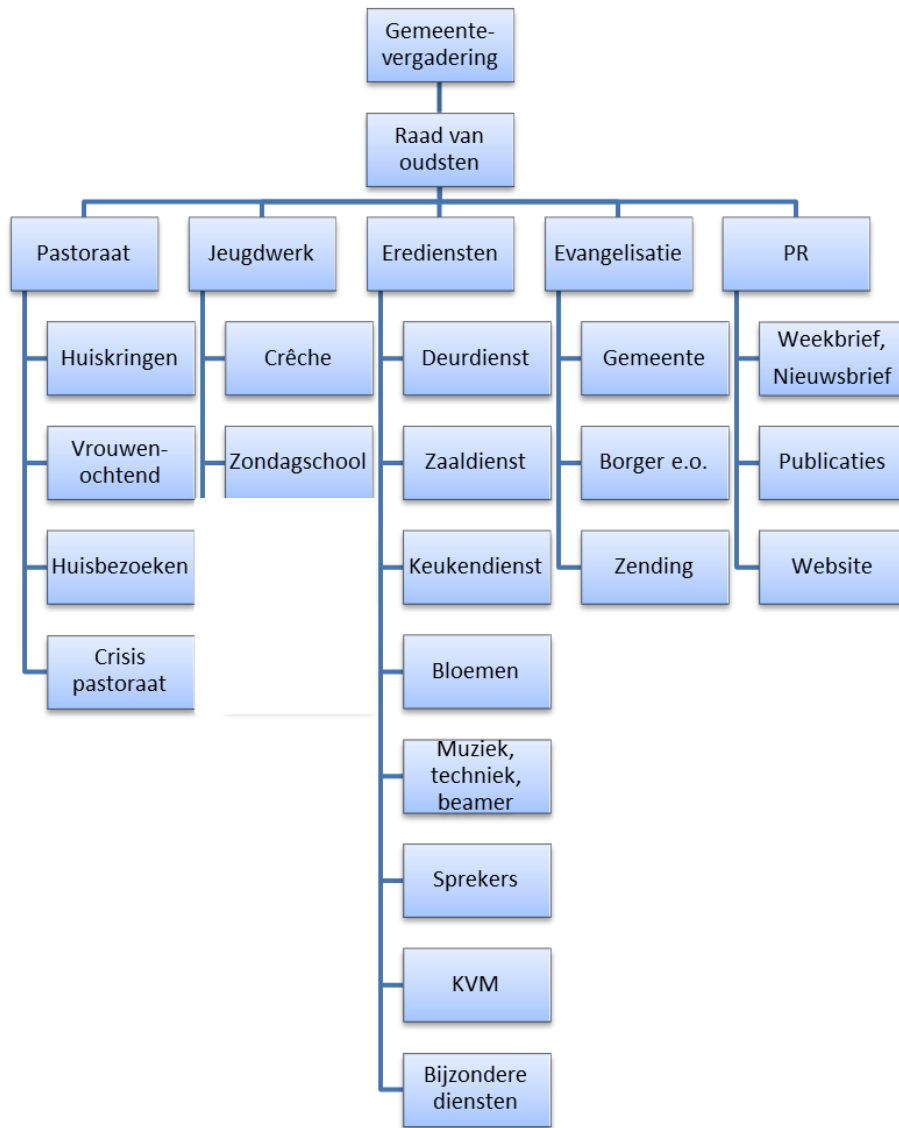 Gemeente-
vergadering
Raad van
oudsten
Pastoraat
Jeugdwerk
Erediensten
Evangelisatie
PR
Huiskringen
Vrouwen-
ochtend
Huisbezoeken
Crisis
pastoraat
Crêche
Zondagschool
Deurdienst
Zaaldienst
Keukendienst
Bloemen
Muziek,
techniek,
beamer
Sprekers
KVM
Bijzondere
diensten
Gemeente
Borger e.o.
Zending
Weekbrief,
Nieuwsbrief
Publicaties
Website